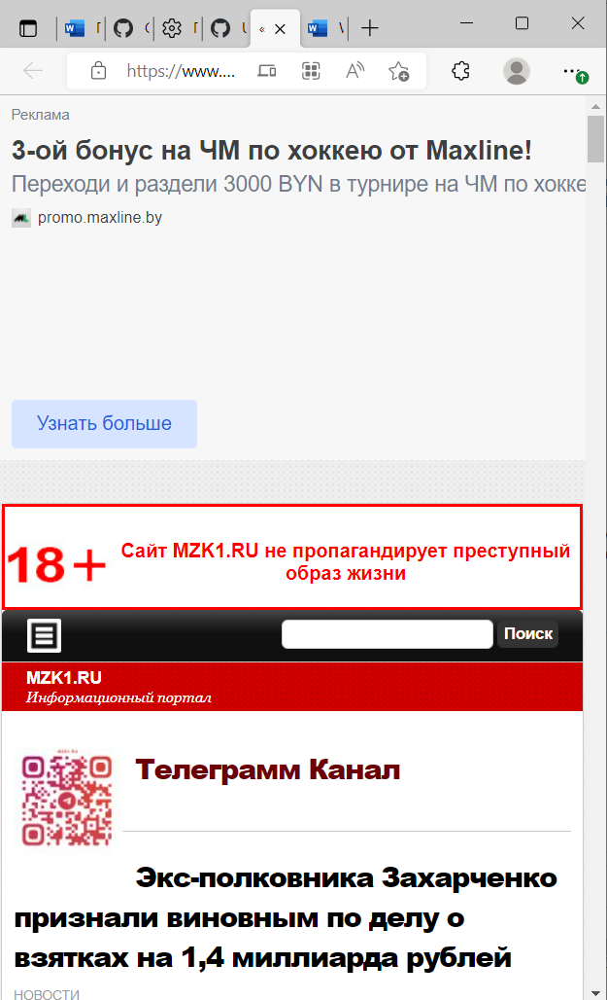 https://www....
Реклама
3-ой бонус на ЧМ по хоккею от Maxline!
Переходи и раздели 3000 BYN в турнире на ЧМ по хокке
promo.maxline.by
Узнать больше
18+
Сайт MZK1.RU не пропагандирует преступный
образ жизни
Поиск
MZK1.RU
Информационный портал
Телеграмм Канал
Экс-полковника Захарченко
признали виновным по делу о
взятках на 1,4 миллиарда рублей
НОВОСТИ